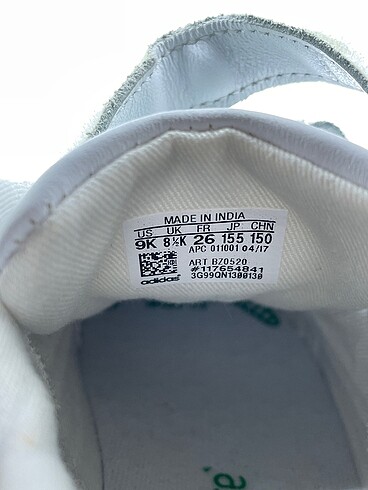 MADE IN INDIA
US UK FR JP CHN
9K 8½K 26 155 150
APC 011001 04/17
ART BZ0520
#117654841
adidas 3G99QN1300130